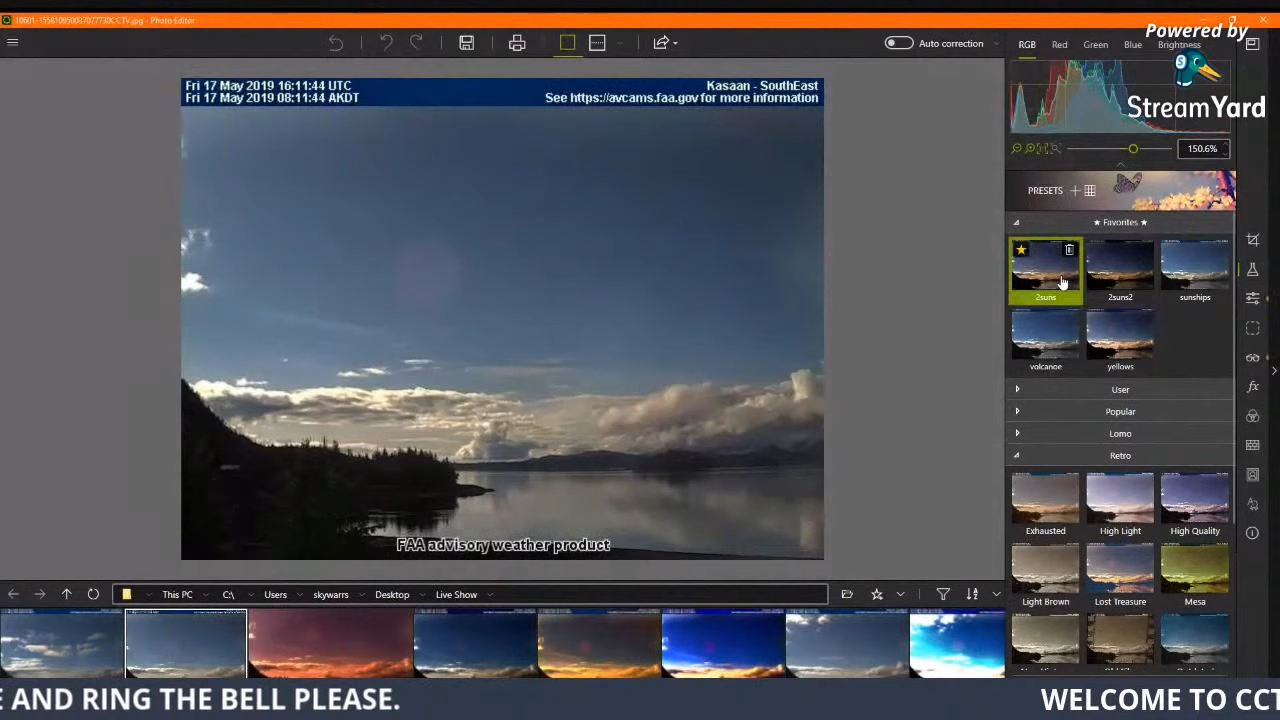 10601-1558109500370777730CCTV.jpg - Photo Editor
Powered by
StreamYard
Auto correction
RGB Red Green Blue Brightness
Fri 17 May 2019 16:11:44 UTC
Kasaan - SouthEast
Fri 17 May 2019 08:11:44 AKDT
See https://avcams.faa.gov for more information
150.6%
PRESETS
★ Favorites ★
2suns 2suns2 sunships
volcanoe yellows
User
Popular
Lomo
Retro
Exhausted High Light High Quality
Light Brown Lost Treasure Mesa
FAA advisory weather product
This PC C:\ Users skywarrs Desktop Live Show
E AND RING THE BELL PLEASE.
WELCOME TO CCT